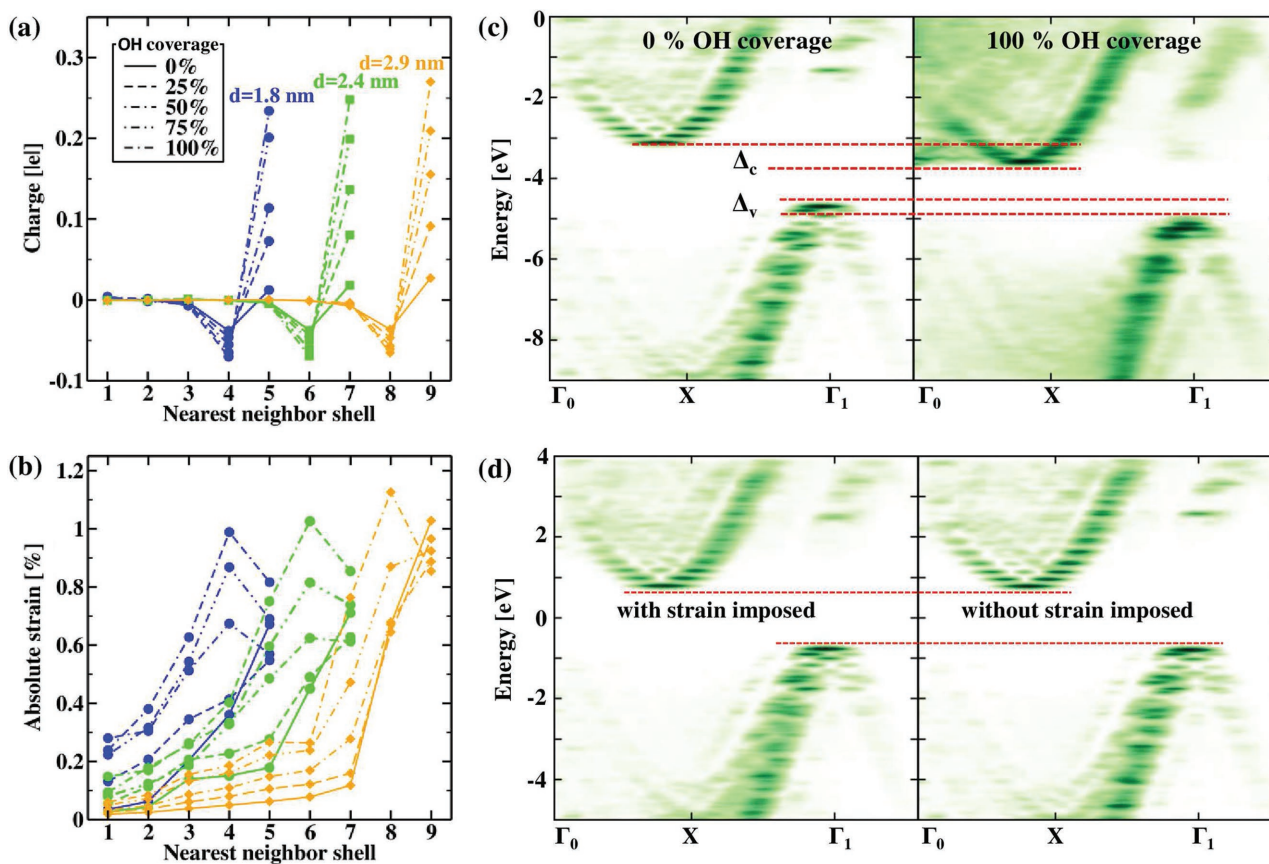 (a)
0.3
0.2
0.1
0
-0.1
Charge [|e|]
OH coverage
0%
25%
50%
75%
100%
d=1.8 nm
d=2.4 nm
d=2.9 nm
1 2 3 4 5 6 7 8 9
Nearest neighbor shell
(b)
1.2
1
0.8
0.6
0.4
0.2
0
Absolute strain [%]
1 2 3 4 5 6 7 8 9
Nearest neighbor shell
(c)
0
-2
-4
-6
-8
Energy [eV]
0 % OH coverage
100 % OH coverage
Δc
Δv
Γ0 X Γ1 Γ0 X Γ1
(d)
4
2
0
-2
-4
Energy [eV]
with strain imposed
without strain imposed
Γ0 X Γ1 Γ0 X Γ1